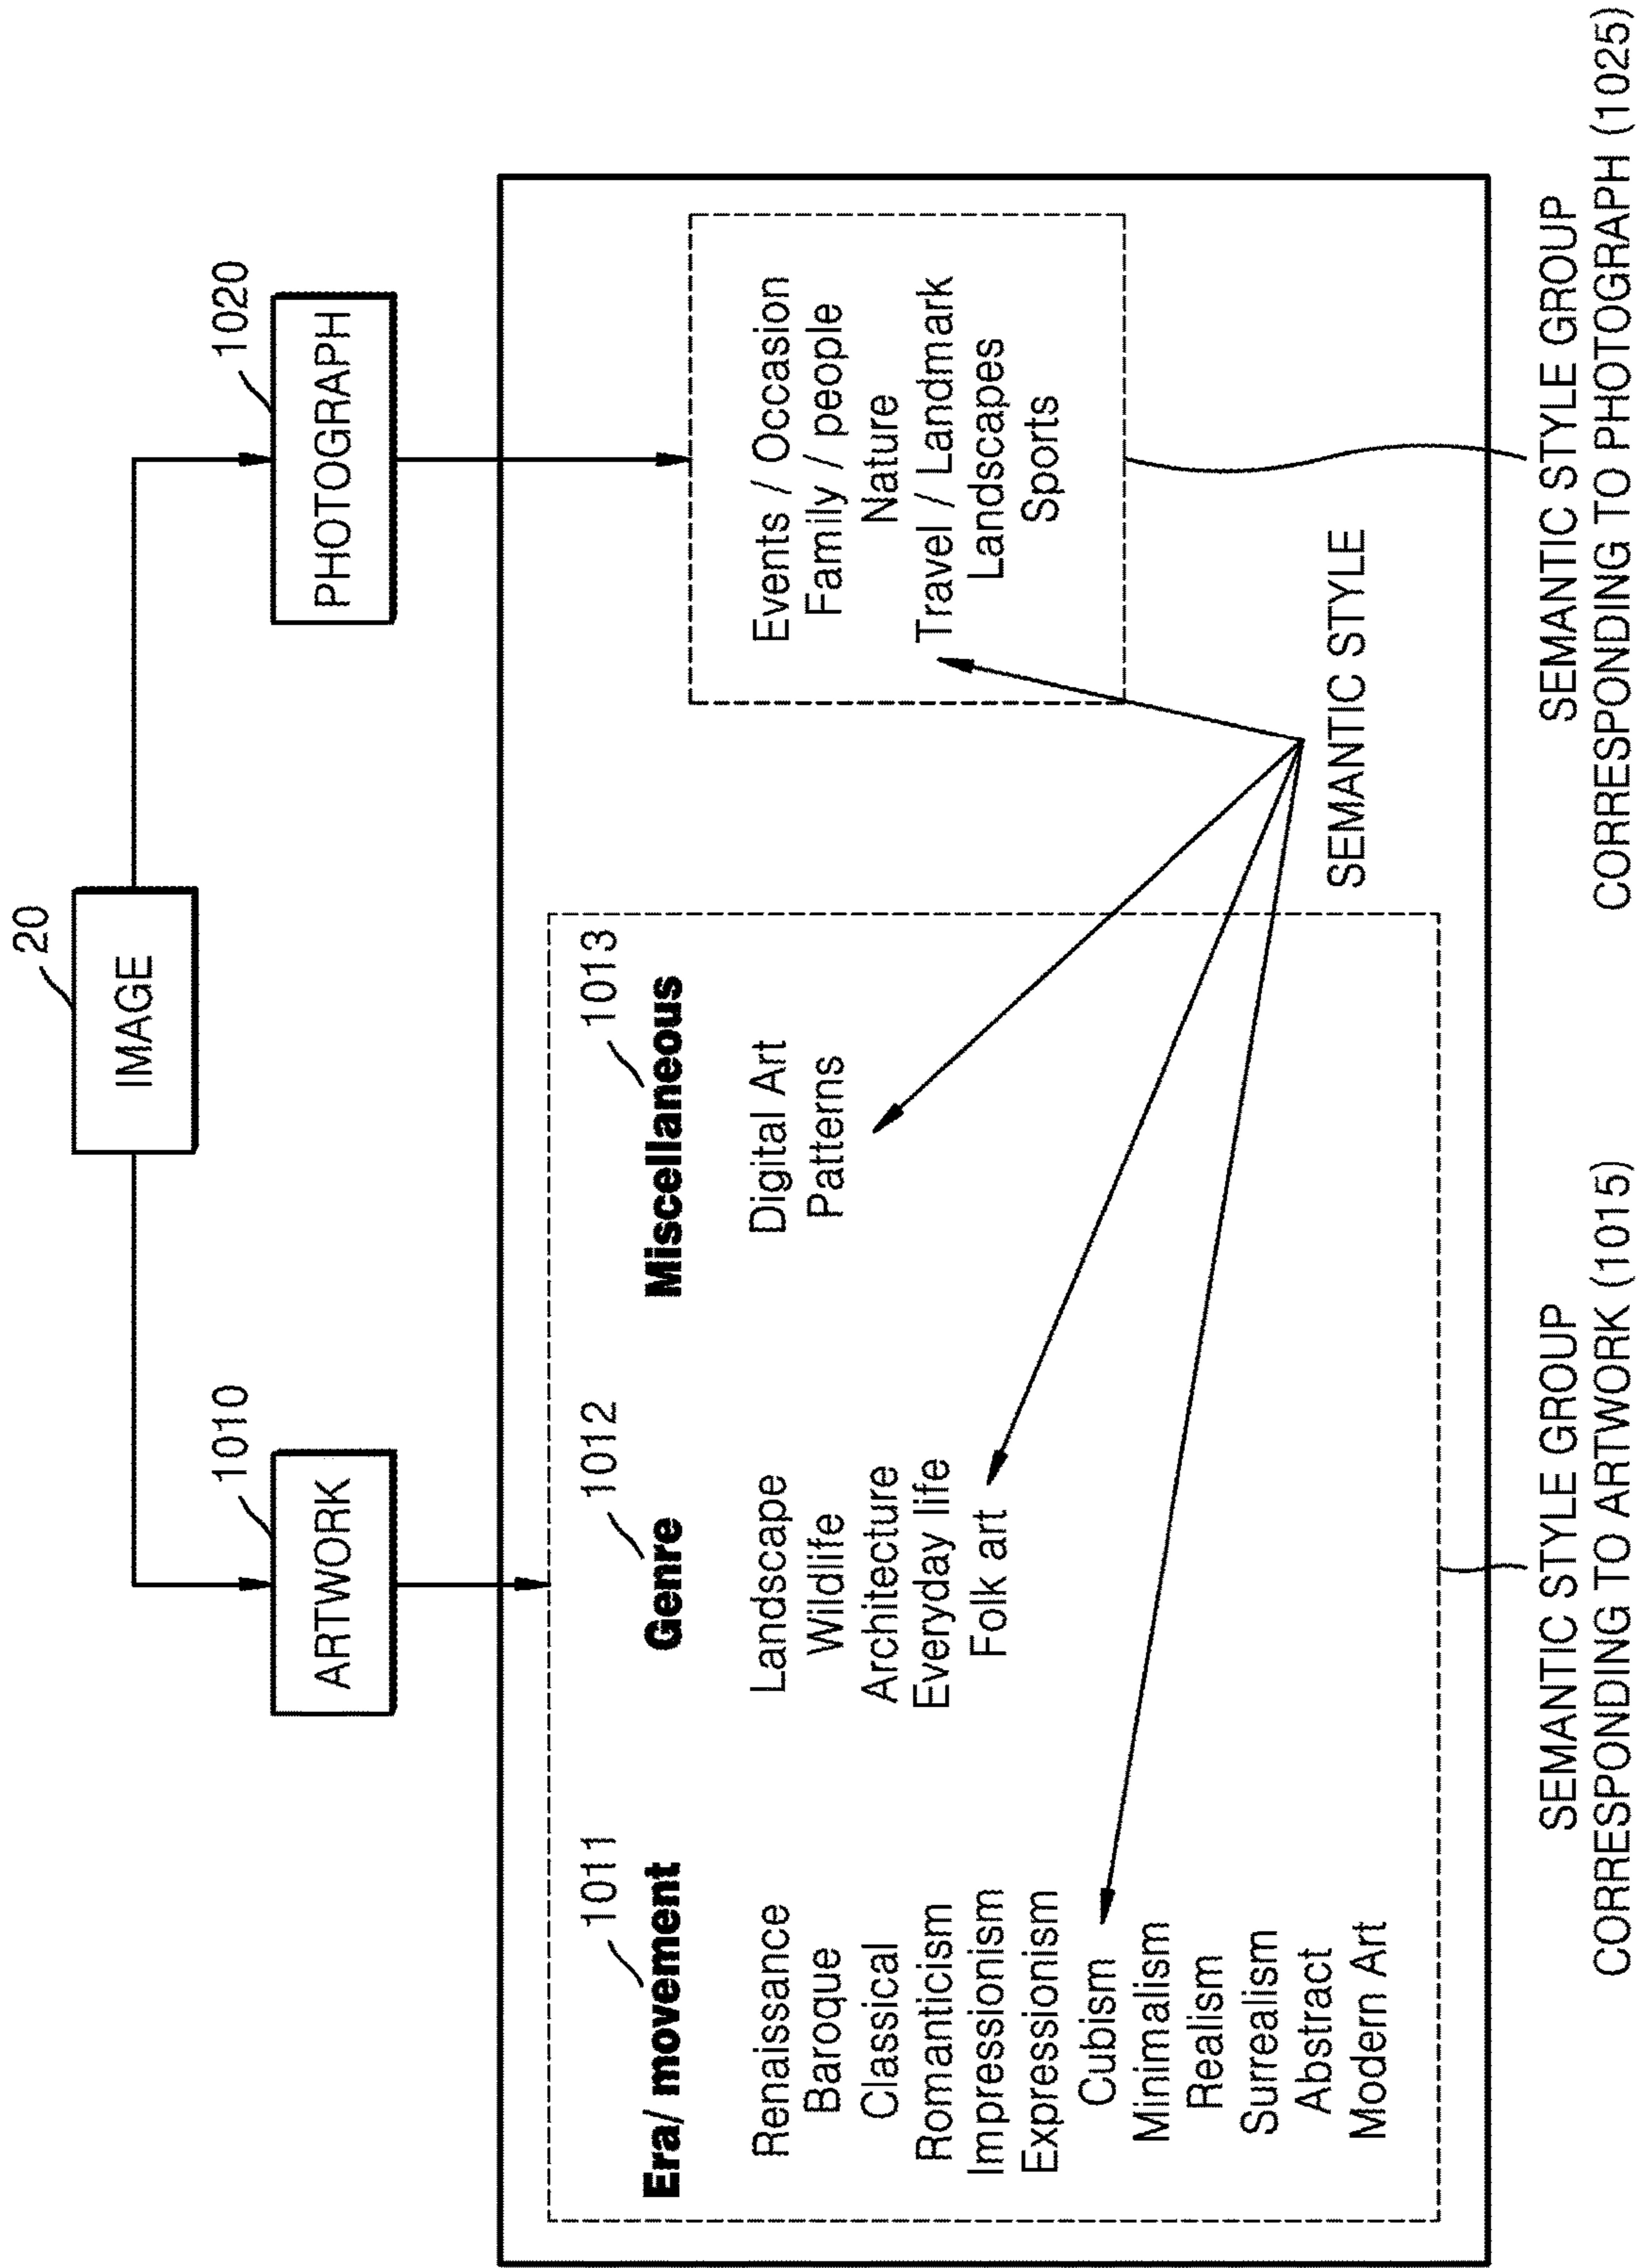 20
IMAGE
1010
ARTWORK
1020
PHOTOGRAPH
1011
Era/ movement
Renaissance
Baroque
Classical
Romanticism
Impressionism
Expressionism
Cubism
Minimalism
Realism
Surrealism
Abstract
Modern Art
1012
Genre
Landscape
Wildlife
Architecture
Everyday life
Folk art
1013
Miscellaneous
Digital Art
Patterns
Events / Occasion
Family / people
Nature
Travel / Landmark
Landscapes
Sports
SEMANTIC STYLE
SEMANTIC STYLE GROUP
CORRESPONDING TO ARTWORK (1015)
SEMANTIC STYLE GROUP
CORRESPONDING TO PHOTOGRAPH (1025)